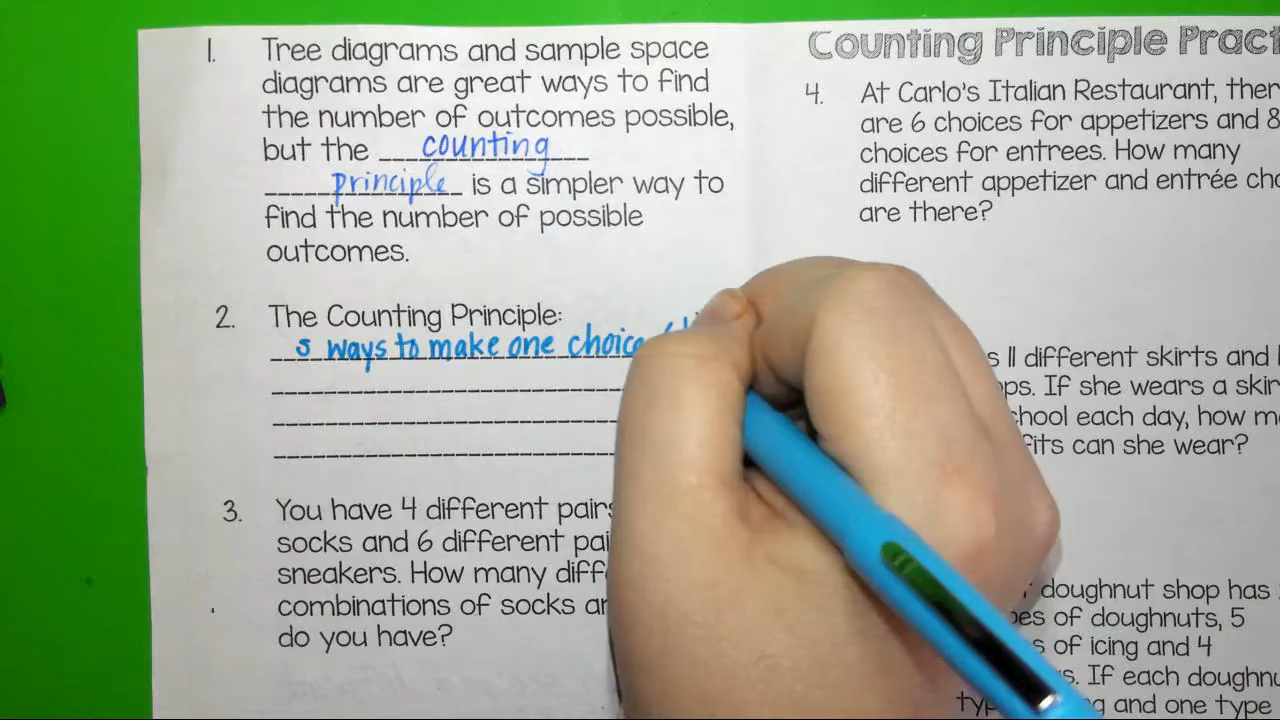 1. Tree diagrams and sample space
diagrams are great ways to find
the number of outcomes possible,
but the counting
principle is a simpler way to
find the number of possible
outcomes.
2. The Counting Principle:
s ways to make one choice
3. You have 4 different pairs
socks and 6 different pai
sneakers. How many diff
combinations of socks ar
do you have?
Counting Principle Pract
4. At Carlo's Italian Restaurant, ther
are 6 choices for appetizers and 8
choices for entrees. How many
different appetizer and entrée cho
are there?
s 11 different skirts and
ps. If she wears a skir
chool each day, how m
fits can she wear?
doughnut shop has
pes of doughnuts, 5
s of icing and 4
s. If each doughnu
typ g and one type